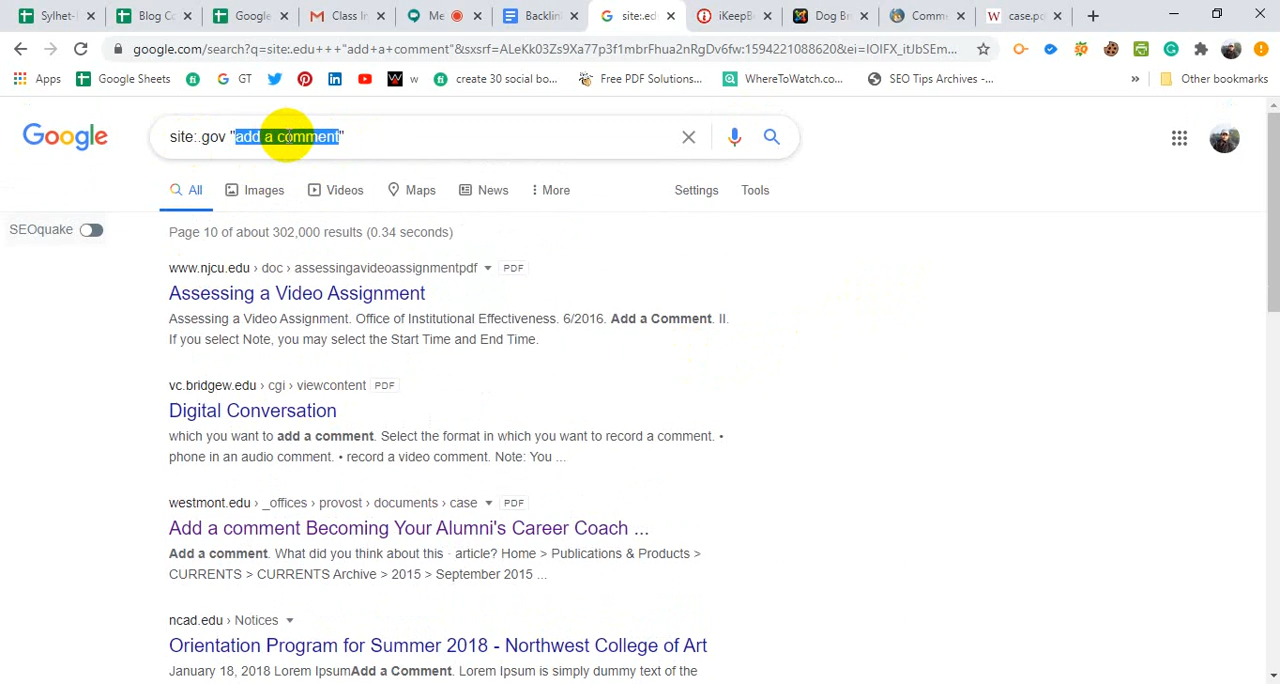 Sylhet-
Blog Co
Google
Class In
Me
Backlin
site:.ed
iKeepB
Dog Br
Comme
case.p
google.com/search?q=site:.edu+++"add+a+comment"&sxsrf=ALeKk03Zs9Xa77p3f1mbrFhua2nRgDv6fw:1594221088620&ei=IOIFX_itJbSEm...
Apps
Google Sheets
GT
w
create 30 social bo...
Free PDF Solutions...
WhereToWatch.co...
SEO Tips Archives -...
»
Other bookmarks
Google
site:.gov "add a comment"
All
Images
Videos
Maps
News
More
Settings
Tools
SEOquake
Page 10 of about 302,000 results (0.34 seconds)
www.njcu.edu › doc › assessingavideoassignmentpdf PDF
Assessing a Video Assignment
Assessing a Video Assignment. Office of Institutional Effectiveness. 6/2016. Add a Comment. II.
If you select Note, you may select the Start Time and End Time.
vc.bridgew.edu › cgi › viewcontent PDF
Digital Conversation
which you want to add a comment. Select the format in which you want to record a comment. •
phone in an audio comment. • record a video comment. Note: You ...
westmont.edu › _offices › provost › documents › case PDF
Add a comment Becoming Your Alumni's Career Coach ...
Add a comment. What did you think about this · article? Home > Publications & Products >
CURRENTS > CURRENTS Archive > 2015 > September 2015 ...
ncad.edu › Notices
Orientation Program for Summer 2018 - Northwest College of Art
January 18, 2018 Lorem IpsumAdd a Comment. Lorem Ipsum is simply dummy text of the